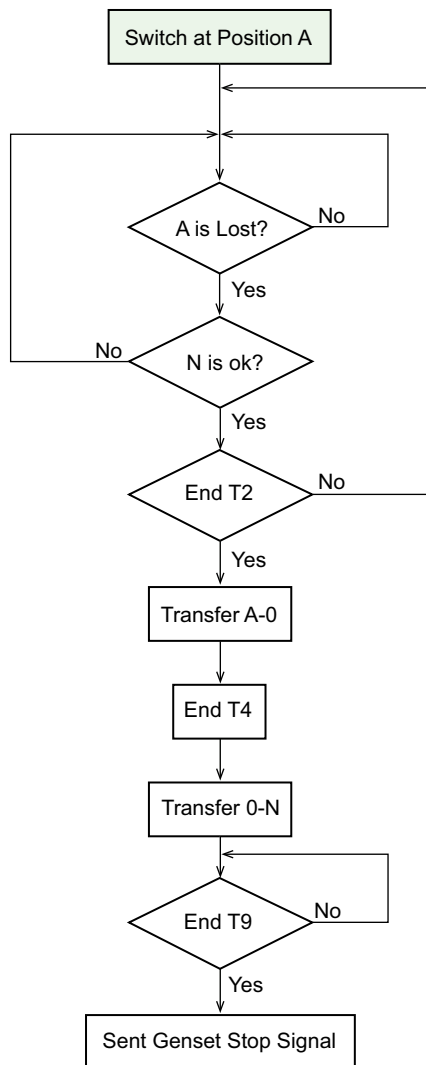 Switch at Position A
A is Lost?
No
Yes
No
N is ok?
Yes
End T2
No
Yes
Transfer A-0
End T4
Transfer 0-N
End T9
No
Yes
Sent Genset Stop Signal